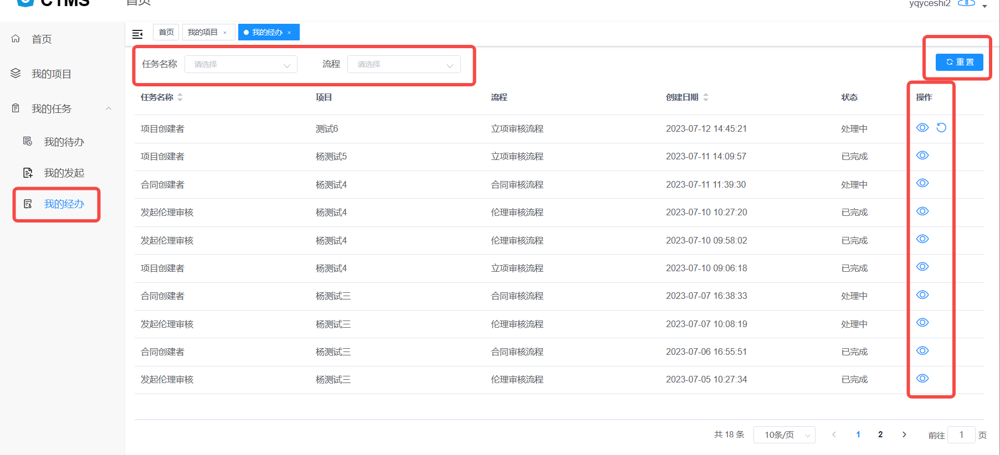 CTMS
首页
yqyceshi2
首页
我的项目
我的任务
我的待办
我的发起
我的经办
首页 我的项目 × 我的经办 ×
任务名称 请选择 流程 请选择 重置
任务名称 项目 流程 创建日期 状态 操作
项目创建者 测试6 立项审核流程 2023-07-12 14:45:21 处理中
项目创建者 杨测试5 立项审核流程 2023-07-11 14:09:57 已完成
合同创建者 杨测试4 合同审核流程 2023-07-11 11:39:30 处理中
发起伦理审核 杨测试4 伦理审核流程 2023-07-10 10:27:20 已完成
发起伦理审核 杨测试4 伦理审核流程 2023-07-10 09:58:02 已完成
项目创建者 杨测试4 立项审核流程 2023-07-10 09:06:18 已完成
合同创建者 杨测试三 合同审核流程 2023-07-07 16:38:33 处理中
发起伦理审核 杨测试三 伦理审核流程 2023-07-07 10:08:19 处理中
合同创建者 杨测试三 合同审核流程 2023-07-06 16:55:51 已完成
发起伦理审核 杨测试三 伦理审核流程 2023-07-05 10:27:34 已完成
共 18 条 10条/页 1 2 前往 1 页